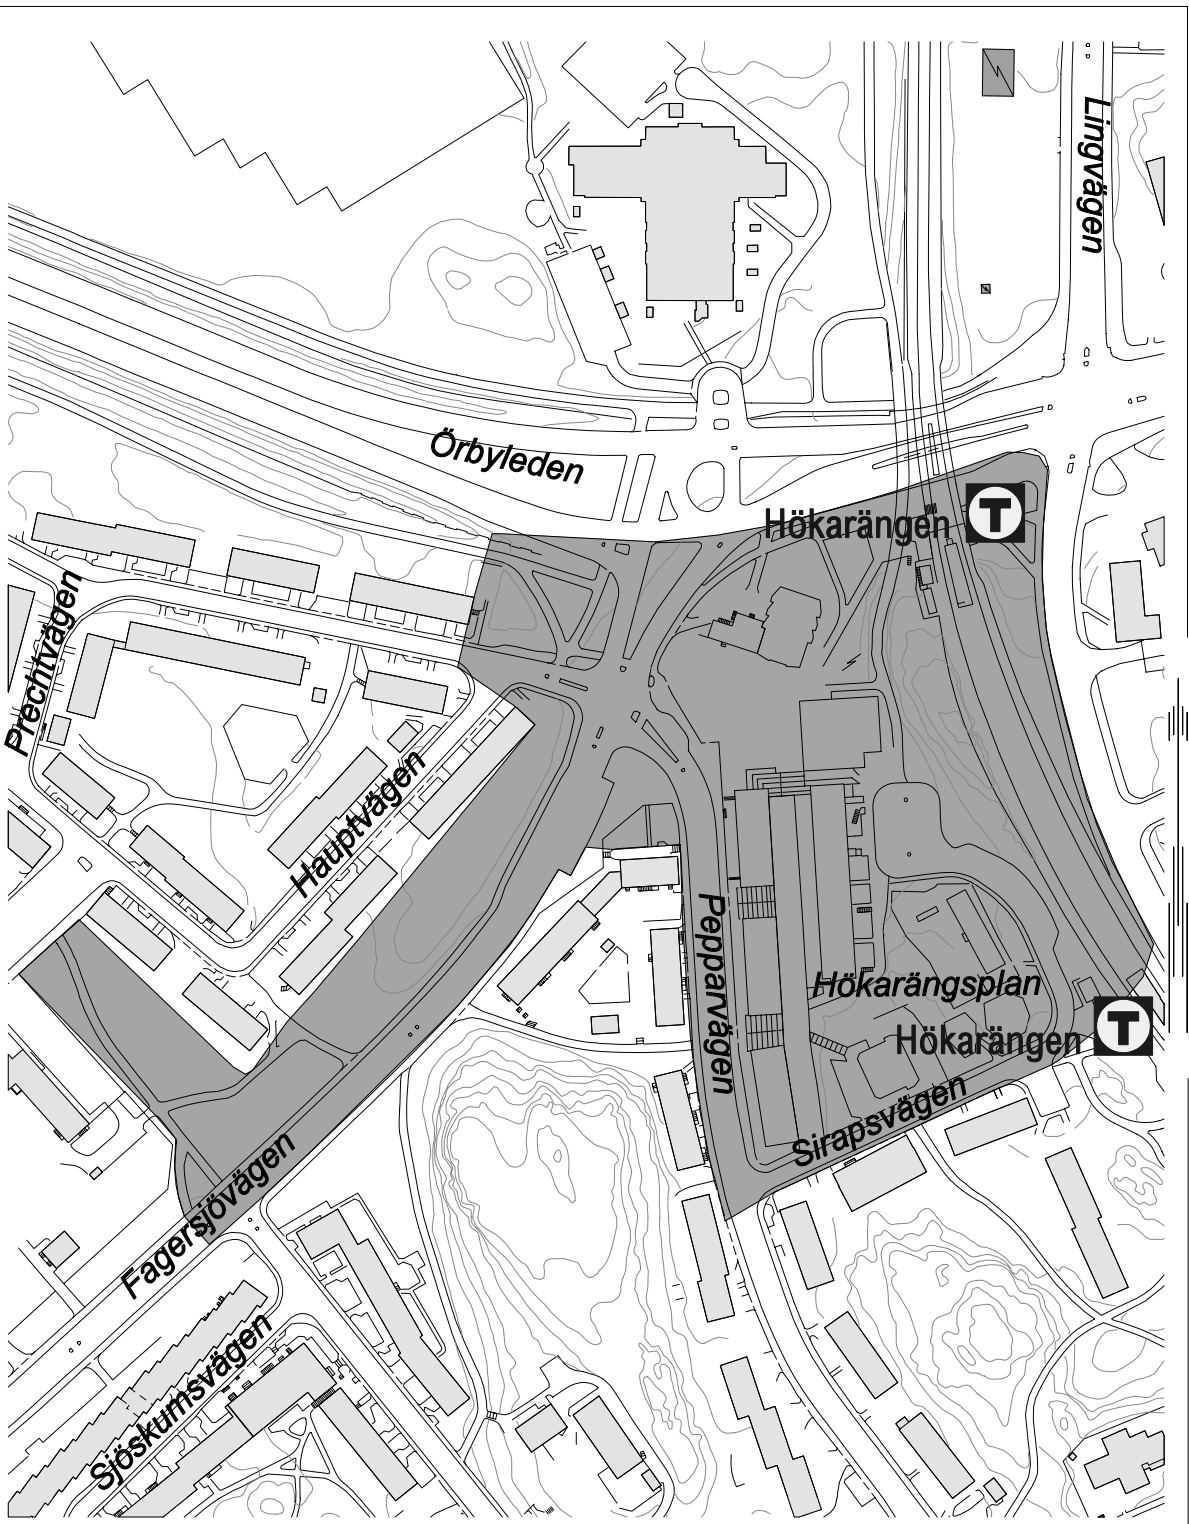 Lingvägen
Örbyleden
Hökarängen
T
Prechtvägen
Hauptvägen
Pepparvägen
Hökarängsplan
Hökarängen
T
Sirapsvägen
Fagersjövägen
Sjöskumsvägen